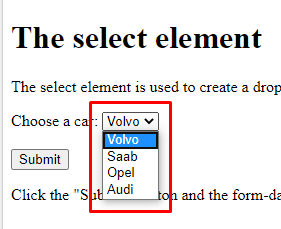 The select element
The select element is used to create a drop
Choose a car: Volvo
Volvo
Submit
Saab
Opel
Audi
Click the "Su ton and the form-da